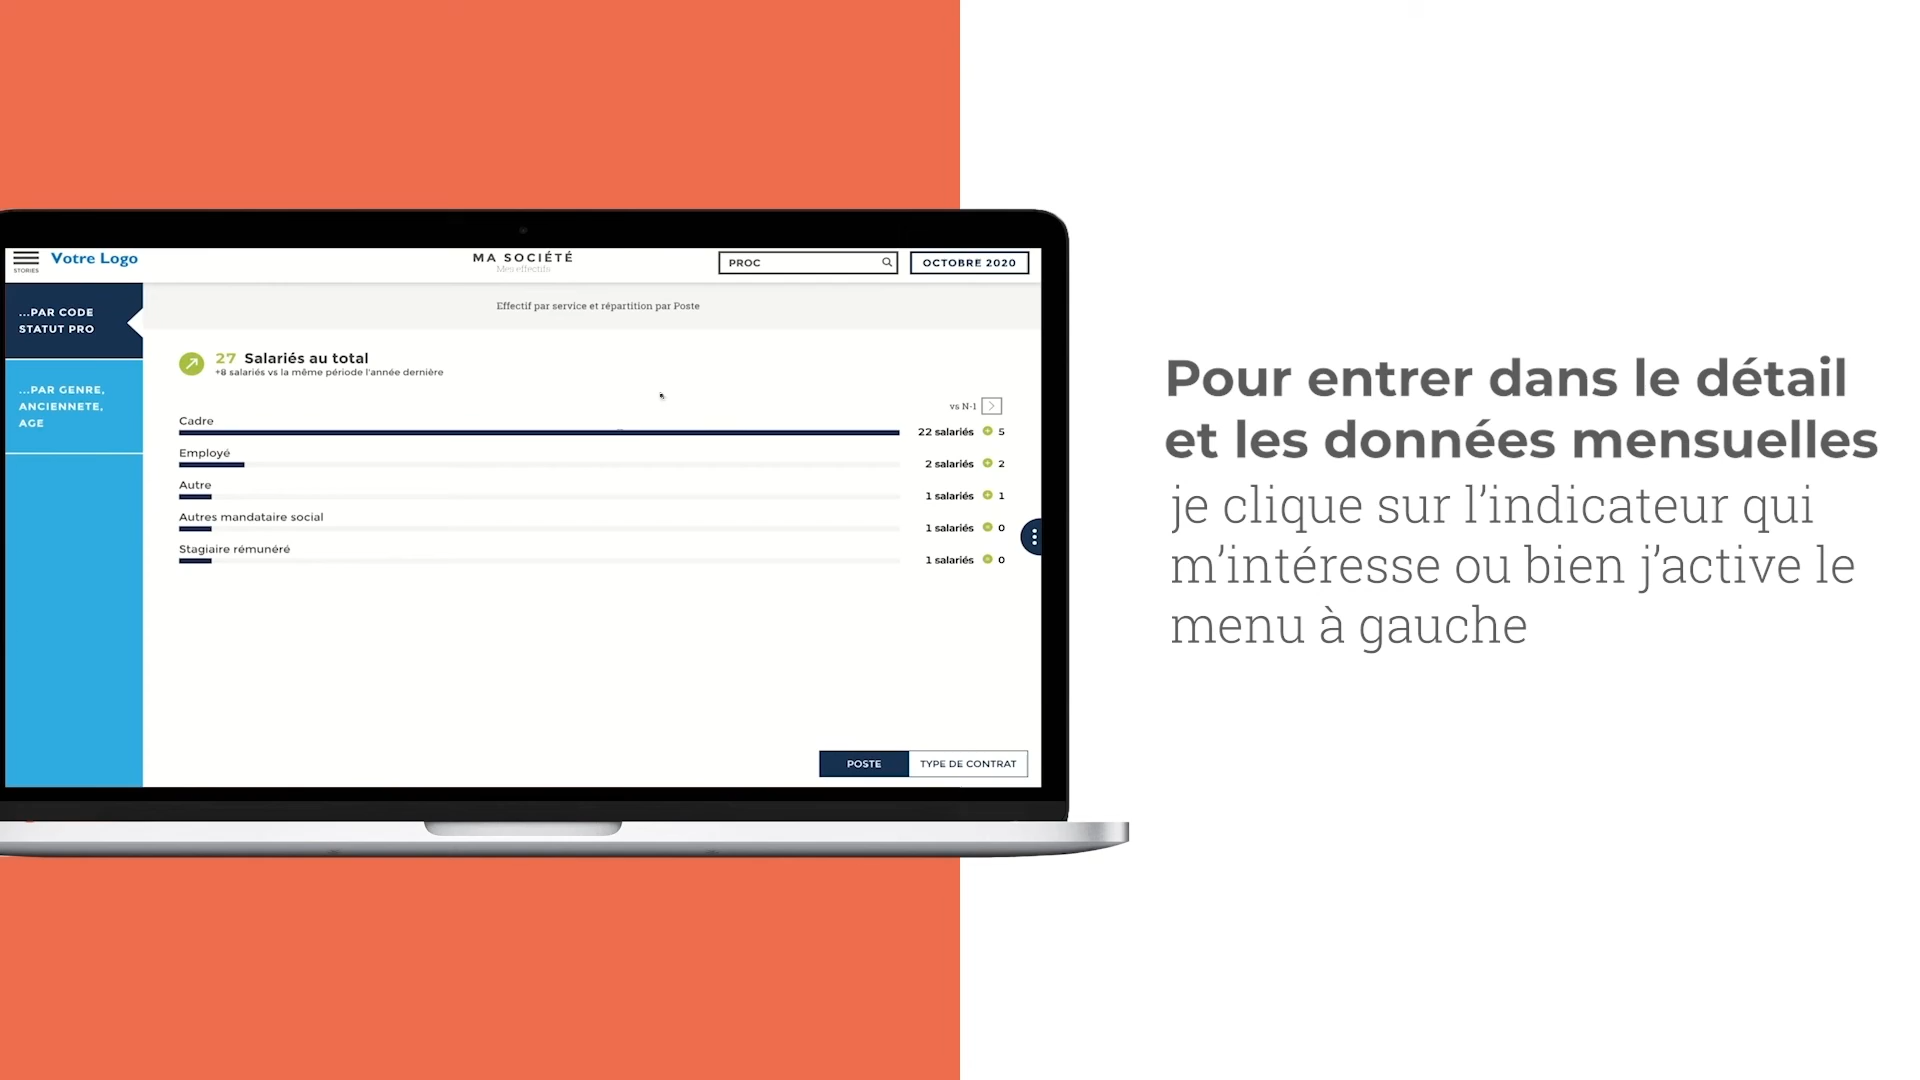 STORIES
Votre Logo
MA SOCIÉTÉ
Mes effectifs
PROC
OCTOBRE 2020
...PAR CODE
STATUT PRO
...PAR GENRE,
ANCIENNETE,
AGE
Effectif par service et répartition par Poste
27 Salariés au total
+8 salariés vs la même période l'année dernière
vs N-1
Cadre
22 salariés 5
Employé
2 salariés 2
Autre
1 salariés 1
Autres mandataire social
1 salariés 0
Stagiaire rémunéré
1 salariés 0
POSTE
TYPE DE CONTRAT
Pour entrer dans le détail
et les données mensuelles
je clique sur l'indicateur qui
m'intéresse ou bien j'active le
menu à gauche